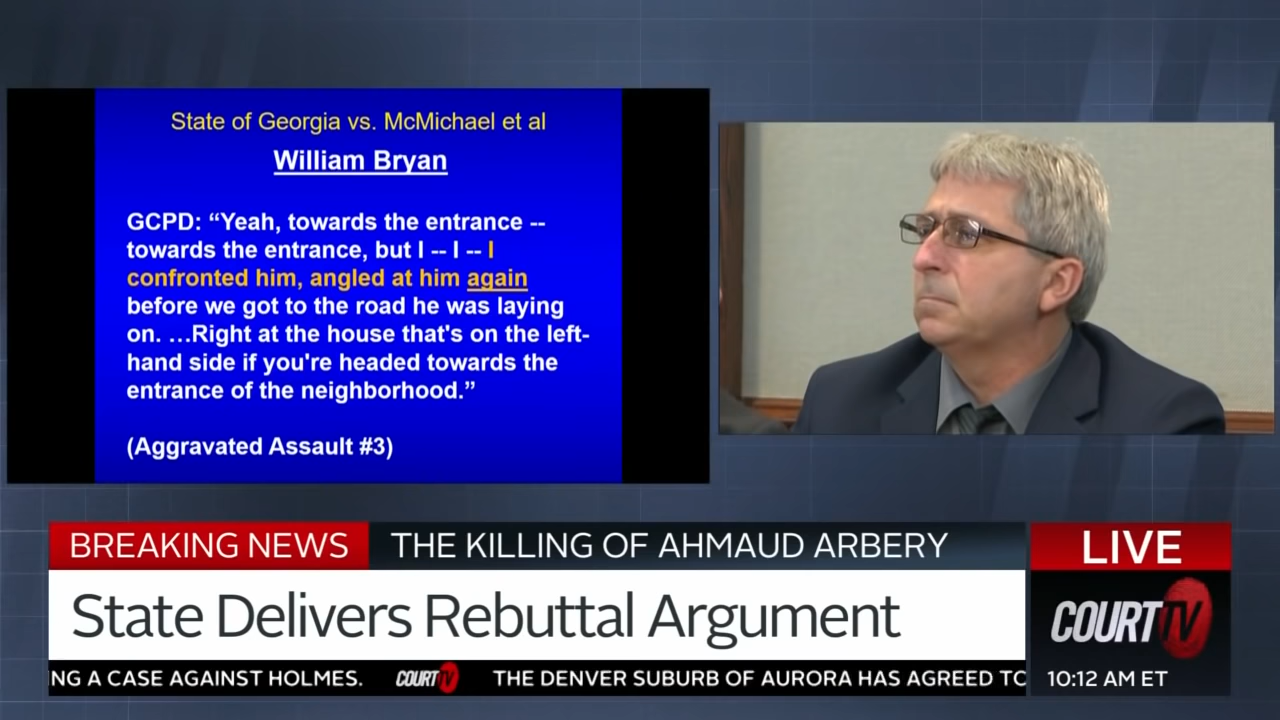 State of Georgia vs. McMichael et al
William Bryan
GCPD: “Yeah, towards the entrance --
towards the entrance, but I -- I -- I
confronted him, angled at him again
before we got to the road he was laying
on. …Right at the house that's on the left-
hand side if you're headed towards the
entrance of the neighborhood.”
(Aggravated Assault #3)
BREAKING NEWS
THE KILLING OF AHMAUD ARBERY
LIVE
State Delivers Rebuttal Argument
COURT TV
NG A CASE AGAINST HOLMES.
COURT TV
THE DENVER SUBURB OF AURORA HAS AGREED TO
10:12 AM ET